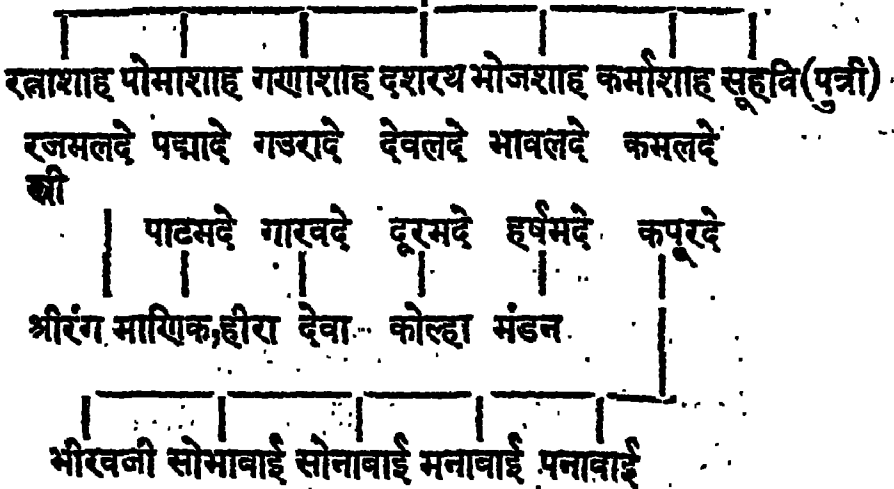 रत्नाशाह पोमाशाह गणाशाह दशरथ भोजशाह कर्माशाह सूहवि(पुत्री)
रजमलदे पद्मादे गउरादे देवलदे भावलदे कमलदे
स्त्री
पाटमदे गारवदे दूरमदे हर्षमदे कपूरदे
श्रीरंग माणिक,हीरा देवा कोल्हा मंडन
भीरवजी सोभावाई सोनावाई मनावाई पनावाई